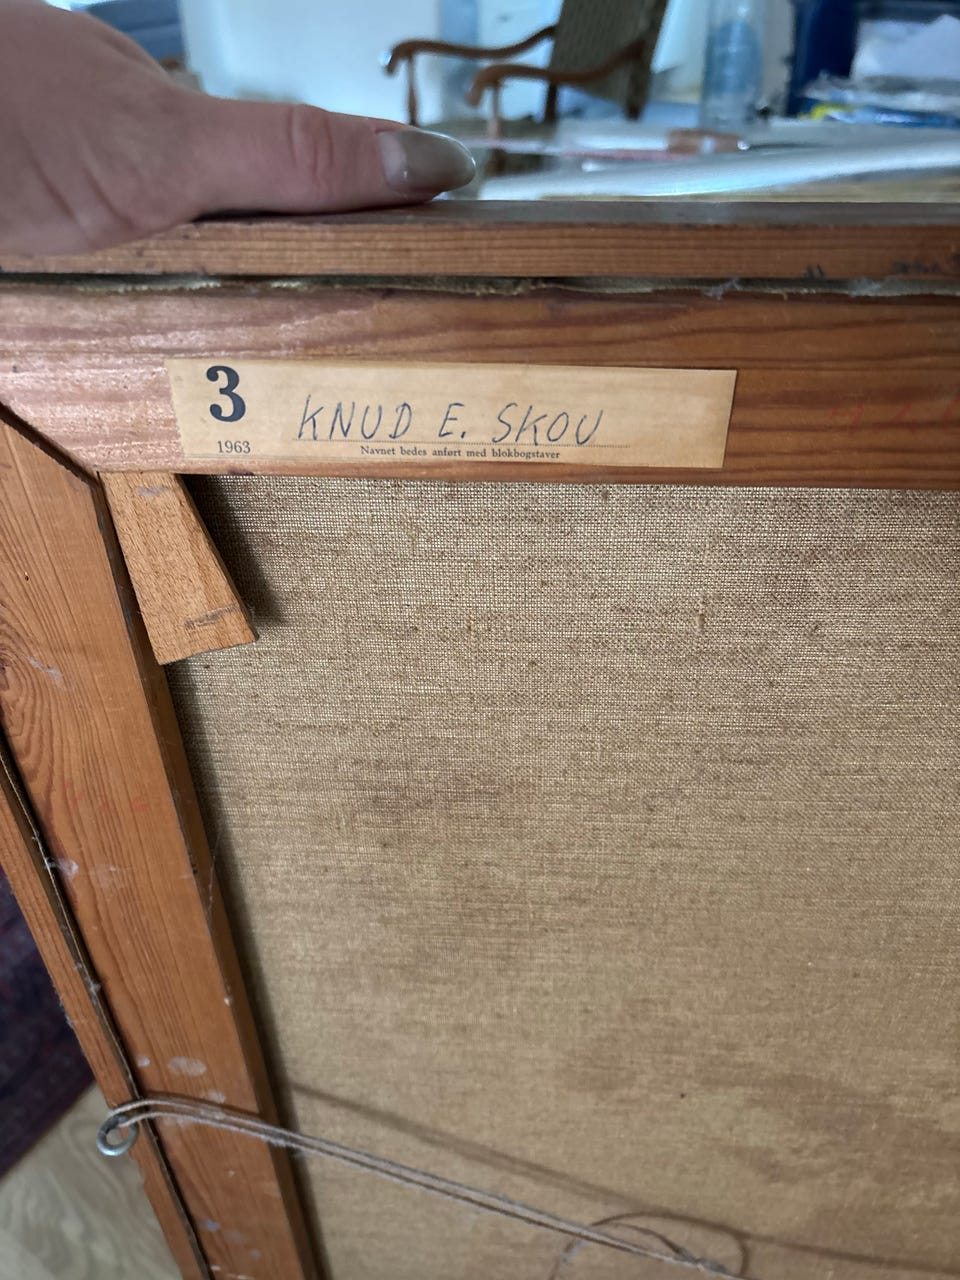 3
KNUD E. SKOU
1963
Navnet bedes anført med blokbogstaver